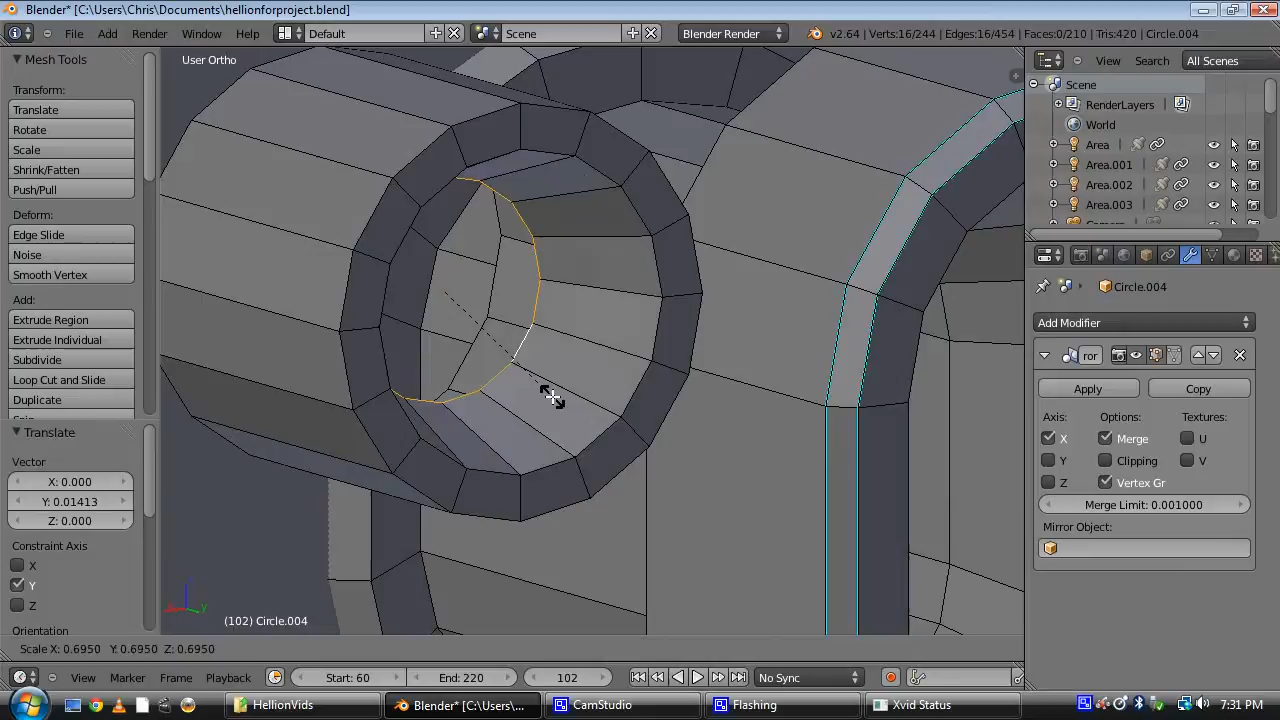 Blender* [C:\Users\Chris\Documents\hellionforproject.blend]
File Add Render Window Help
Default
Scene
Blender Render
v2.64 | Verts:16/244 | Edges:16/454 | Faces:0/210 | Tris:420 | Circle.004
Mesh Tools
Transform:
Translate
Rotate
Scale
Shrink/Fatten
Push/Pull
Deform:
Edge Slide
Noise
Smooth Vertex
Add:
Extrude Region
Extrude Individual
Subdivide
Loop Cut and Slide
Duplicate
Translate
Vector
X: 0.000
Y: 0.01413
Z: 0.000
Constraint Axis
X
Y
Z
Orientation
User Ortho
(102) Circle.004
Scale X: 0.6950 Y: 0.6950 Z: 0.6950
View Search All Scenes
Scene
RenderLayers
World
Area
Area.001
Area.002
Area.003
Circle.004
Add Modifier
ror
Apply Copy
Axis: Options: Textures:
X Merge U
Y Clipping V
Z Vertex Gr
Merge Limit: 0.001000
Mirror Object:
View Marker Frame Playback
Start: 60
End: 220
102
No Sync
HellionVids
Blender* [C:\Users\...
CamStudio
Flashing
Xvid Status
7:31 PM